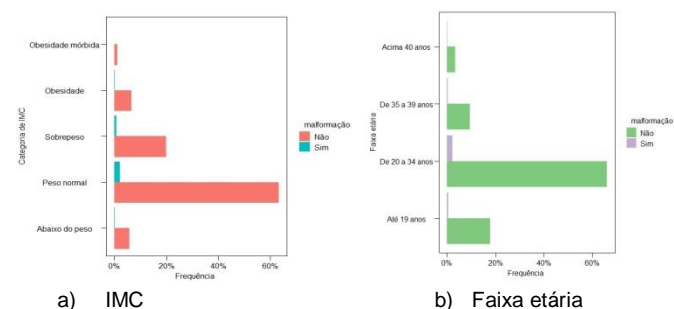 Obesidade mórbida
Obesidade
Sobrepeso
Peso normal
Abaixo do peso
Categoria de IMC
0% 20% 40% 60%
Frequência
malformação
Não
Sim
a) IMC
Acima 40 anos
De 35 a 39 anos
De 20 a 34 anos
Até 19 anos
Faixa etária
0% 20% 40% 60%
Frequência
malformação
Não
Sim
b) Faixa etária